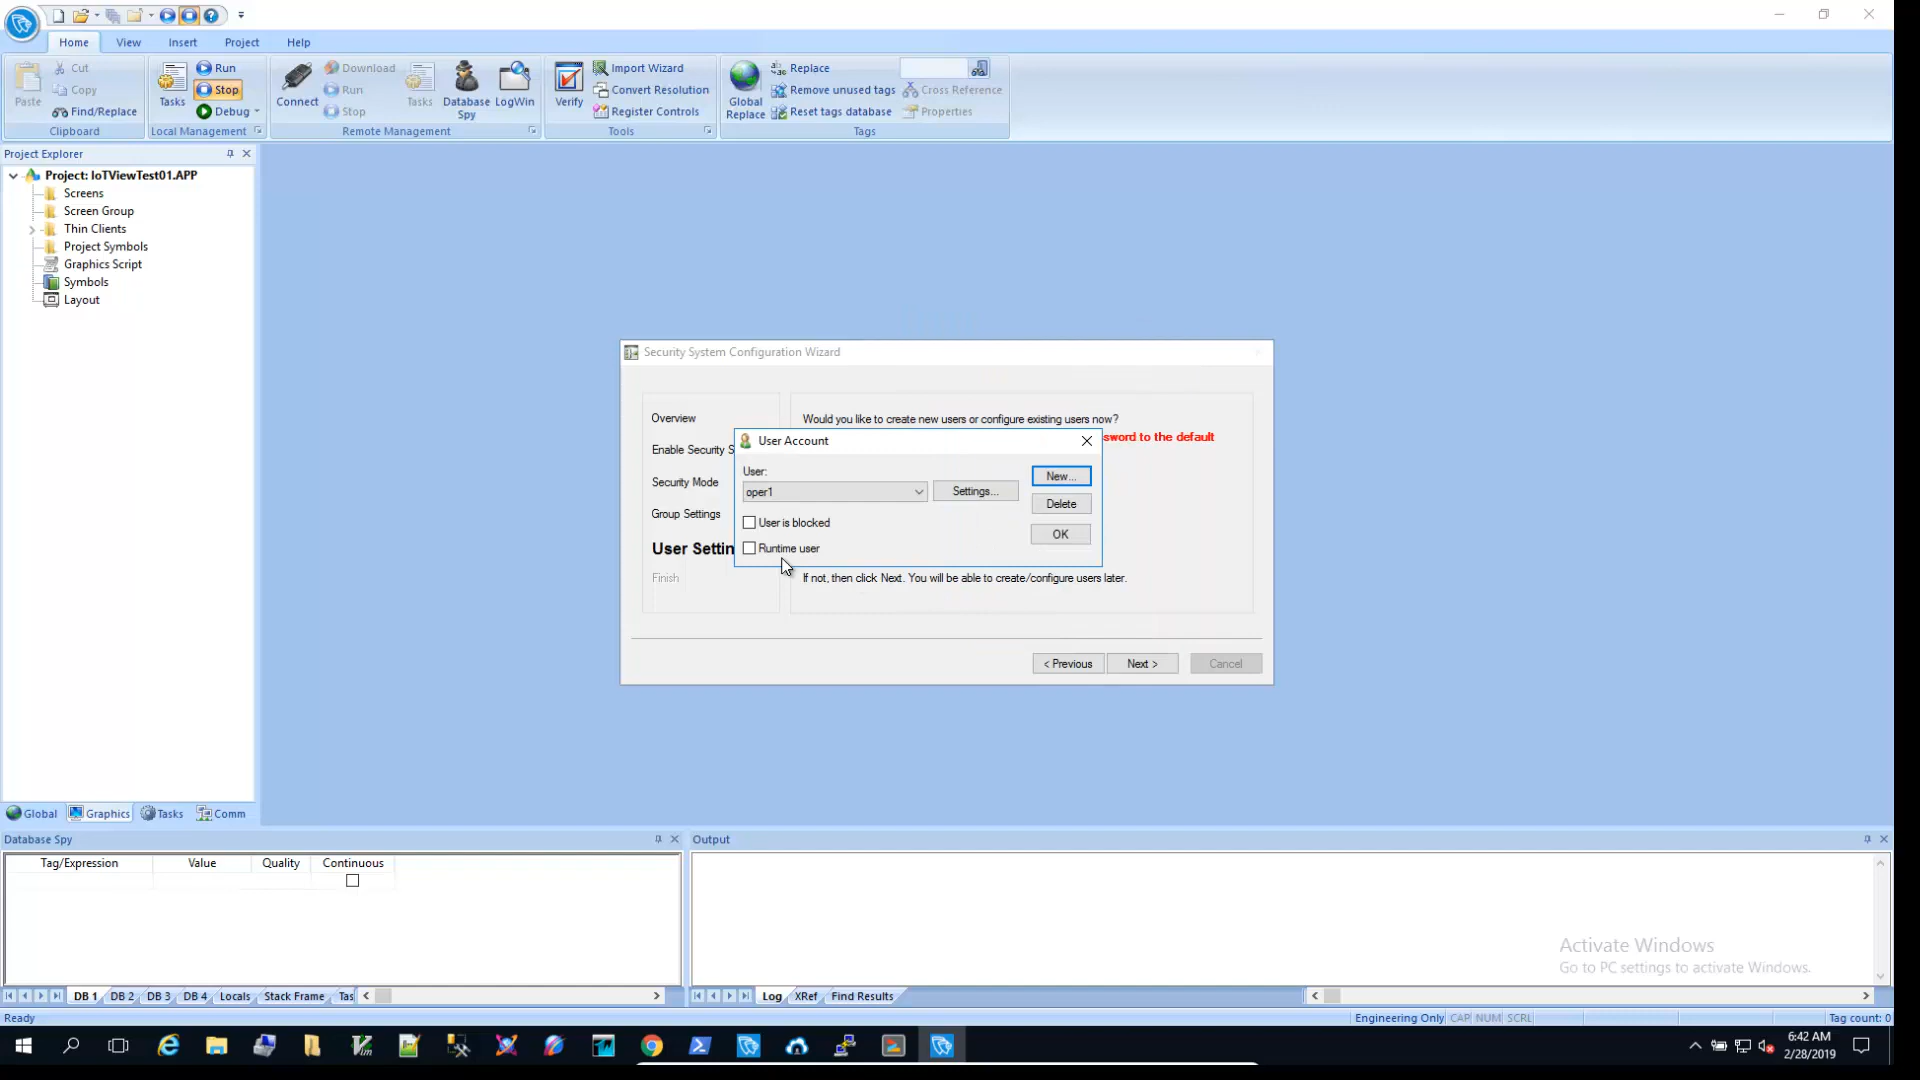 Home View Insert Project Help
Paste Cut Copy Find/Replace
Clipboard
Tasks Run Stop Debug
Local Management
Connect Download Run Stop Tasks Database Spy LogWin
Remote Management
Verify Import Wizard Convert Resolution Register Controls
Tools
Global Replace Replace Remove unused tags Reset tags database Cross Reference Properties
Tags
Project Explorer
Project: IoTViewTest01.APP
Screens
Screen Group
Thin Clients
Project Symbols
Graphics Script
Symbols
Layout
Security System Configuration Wizard
Overview
Enable Security S
Security Mode
Group Settings
User Settin
Finish
Would you like to create new users or configure existing users now?
sword to the default
User Account
User:
oper1
Settings...
New...
Delete
OK
User is blocked
Runtime user
If not, then click Next. You will be able to create/configure users later.
< Previous Next > Cancel
Global Graphics Tasks Comm
Database Spy
Tag/Expression Value Quality Continuous
DB 1 DB 2 DB 3 DB 4 Locals Stack Frame Tas
Output
Log XRef Find Results
Activate Windows
Go to PC settings to activate Windows.
Ready
Engineering Only CAP NUM SCRL Tag count: 0
6:42 AM
2/28/2019